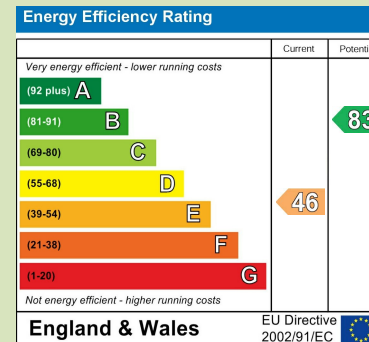 Energy Efficiency Rating
Current Potenti
Very energy efficient - lower running costs
(92 plus) A
(81-91) B
83
(69-80) C
(55-68) D
(39-54) E
46
(21-38) F
(1-20) G
Not energy efficient - higher running costs
England & Wales
EU Directive
2002/91/EC